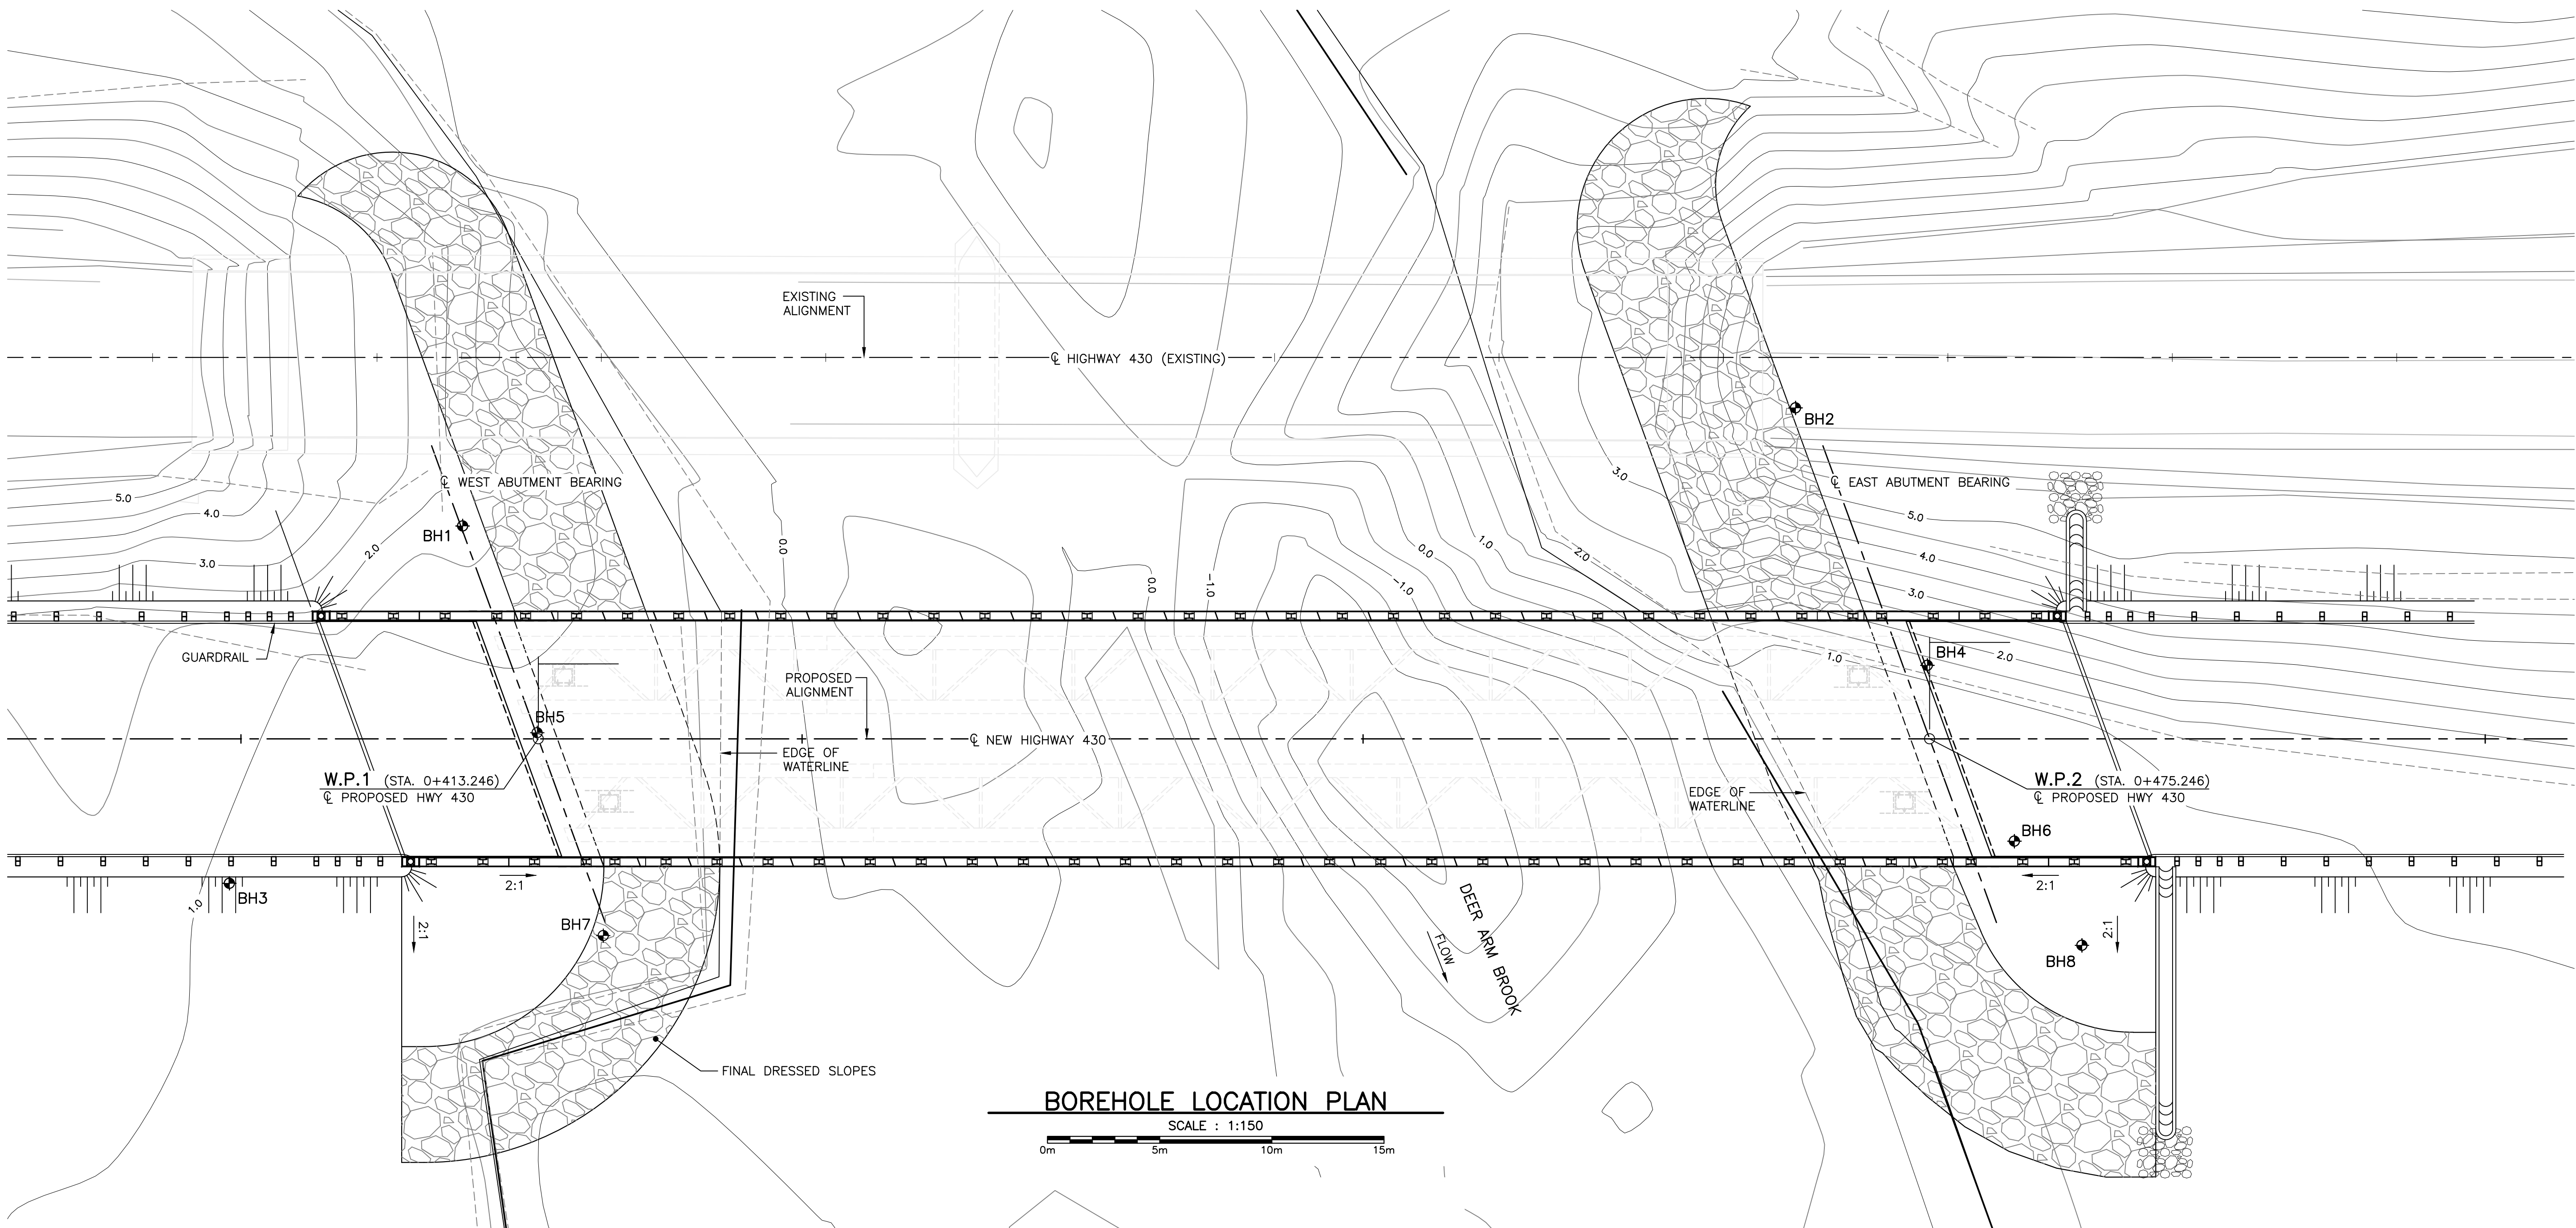 EXISTING
ALIGNMENT
℄ HIGHWAY 430 (EXISTING)
BH2
3.0
℄ WEST ABUTMENT BEARING
℄ EAST ABUTMENT BEARING
5.0
4.0
BH1
5.0
2.0
3.0
0.0
0.0
1.0
2.0
4.0
0.0
-1.0
-1.0
3.0
GUARDRAIL
BH4
2.0
1.0
PROPOSED
ALIGNMENT
BH5
℄ NEW HIGHWAY 430
EDGE OF
WATERLINE
W.P.1 (STA. 0+413.246)
℄ PROPOSED HWY 430
EDGE OF
WATERLINE
W.P.2 (STA. 0+475.246)
℄ PROPOSED HWY 430
BH6
2:1
2:1
BH3
1.0
2:1
BH7
DEER ARM BROOK
FLOW
2:1
BH8
FINAL DRESSED SLOPES
BOREHOLE LOCATION PLAN
SCALE : 1:150
0m 5m 10m 15m